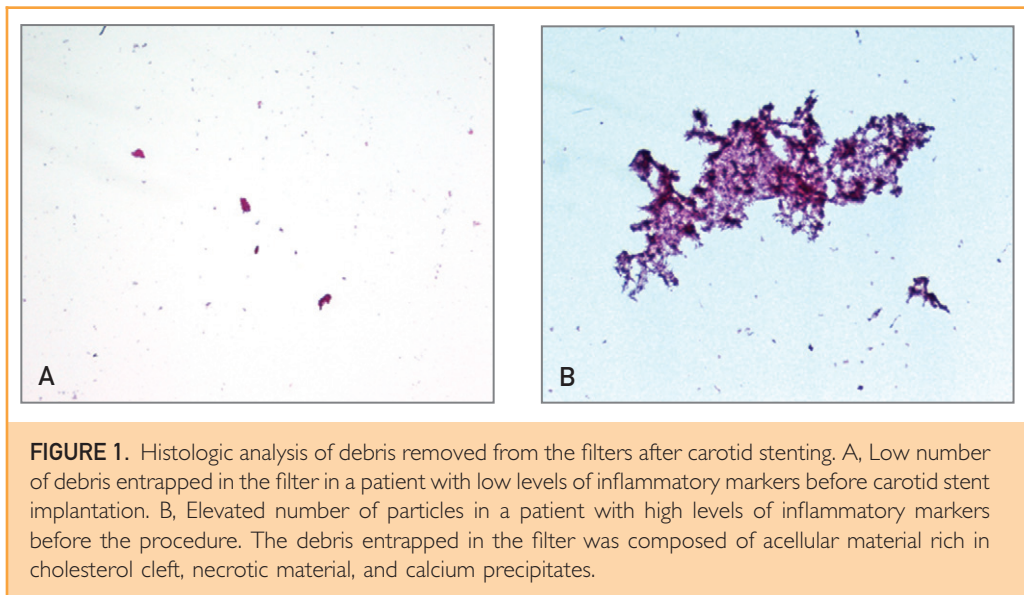 A
B
FIGURE 1. Histologic analysis of debris removed from the filters after carotid stenting. A, Low number
of debris entrapped in the filter in a patient with low levels of inflammatory markers before carotid stent
implantation. B, Elevated number of particles in a patient with high levels of inflammatory markers
before the procedure. The debris entrapped in the filter was composed of acellular material rich in
cholesterol cleft, necrotic material, and calcium precipitates.